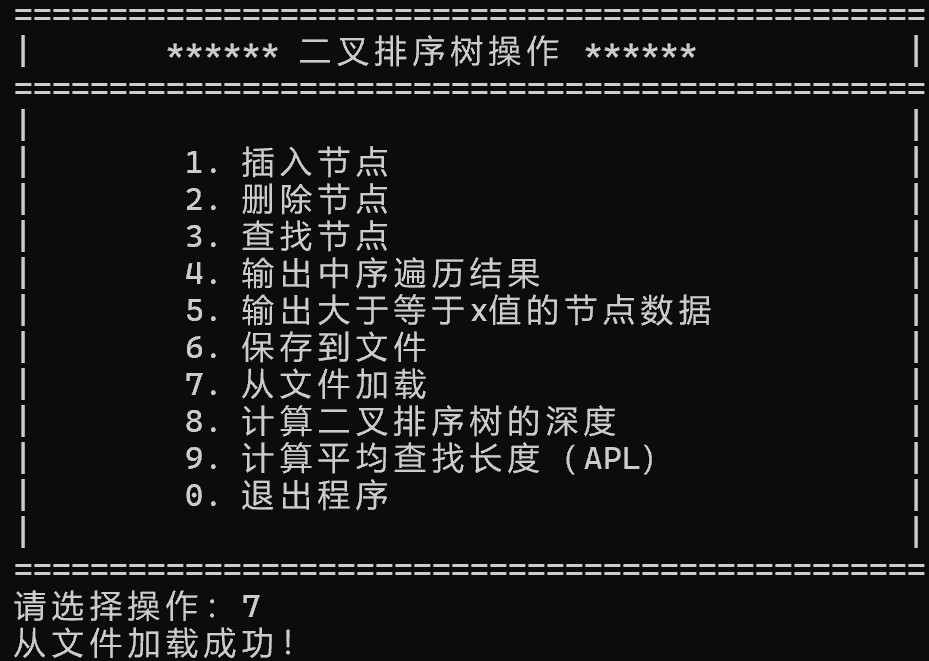 ================================================
| ****** 二叉排序树操作 ****** |
================================================
| |
| 1. 插入节点 |
| 2. 删除节点 |
| 3. 查找节点 |
| 4. 输出中序遍历结果 |
| 5. 输出大于等于x值的节点数据 |
| 6. 保存到文件 |
| 7. 从文件加载 |
| 8. 计算二叉排序树的深度 |
| 9. 计算平均查找长度（APL） |
| 0. 退出程序 |
| |
================================================
请选择操作: 7
从文件加载成功!